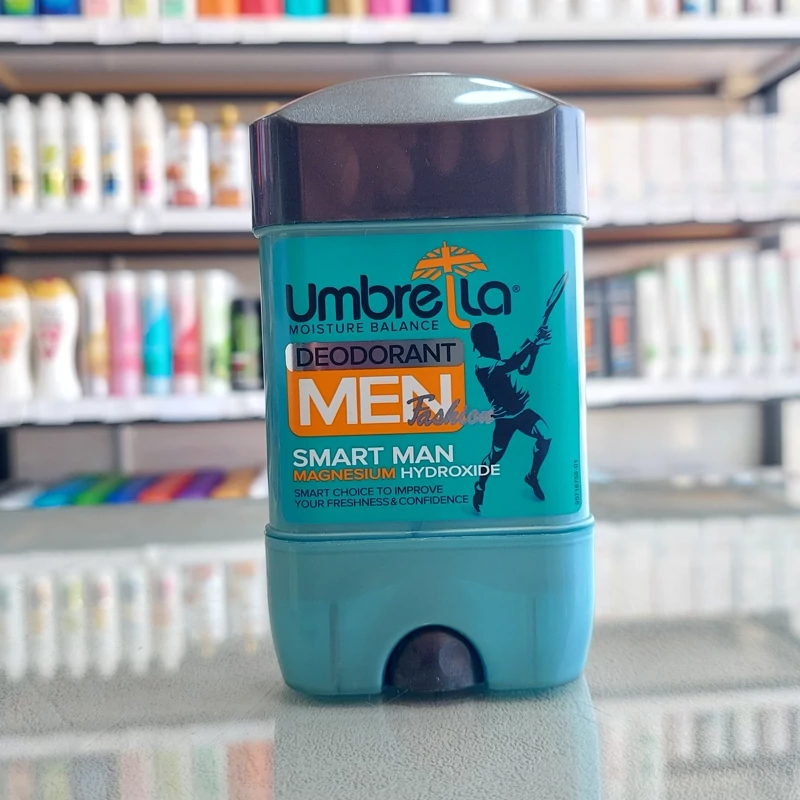 Umbrella®
MOISTURE BALANCE
DEODORANT
MEN
Fashion
SMART MAN
MAGNESIUM HYDROXIDE
SMART CHOICE TO IMPROVE
YOUR FRESHNESS & CONFIDENCE